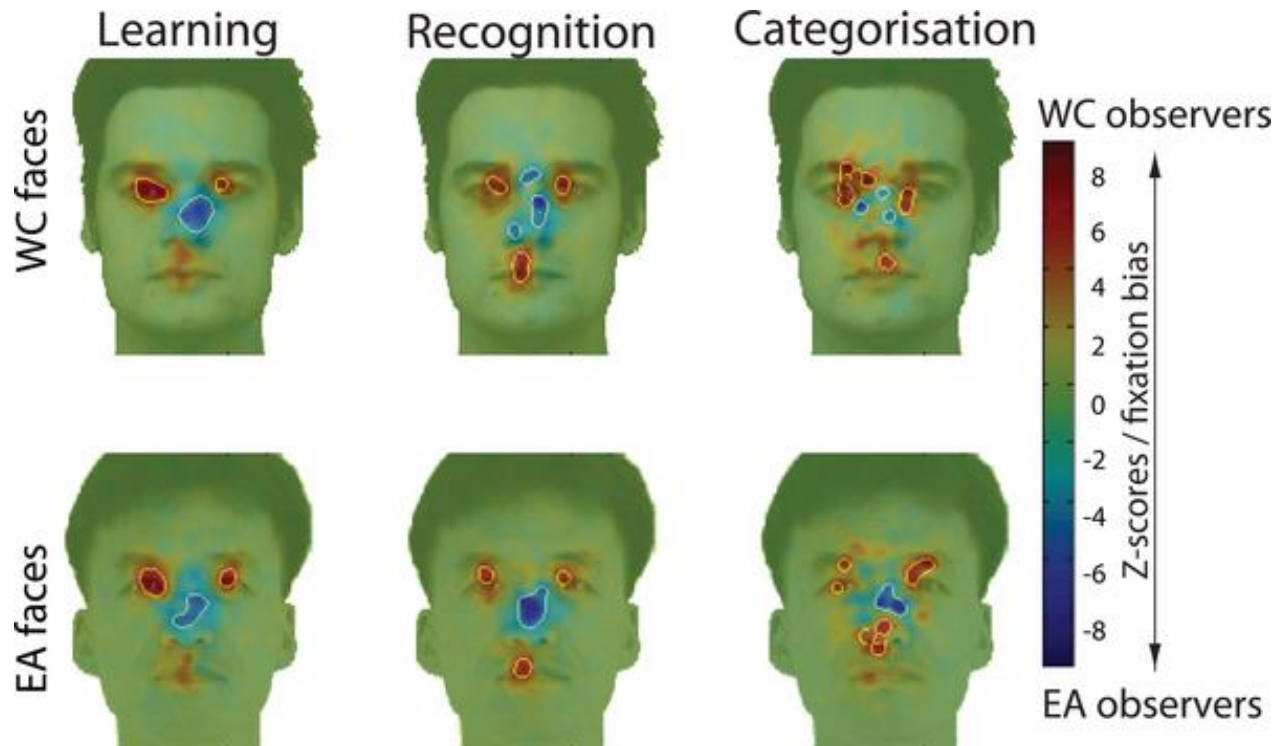 Learning
Recognition
Categorisation
WC faces
EA faces
WC observers
8
6
4
2
0
-2
-4
-6
-8
Z-scores / fixation bias
EA observers